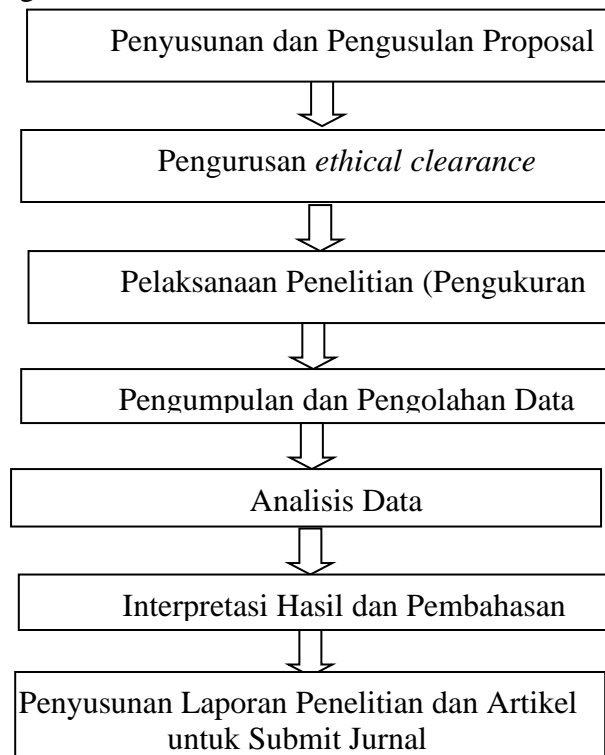 Penyusunan dan Pengusulan Proposal
Pengurusan ethical clearance
Pelaksanaan Penelitian (Pengukuran
Pengumpulan dan Pengolahan Data
Analisis Data
Interpretasi Hasil dan Pembahasan
Penyusunan Laporan Penelitian dan Artikel
untuk Submit Jurnal